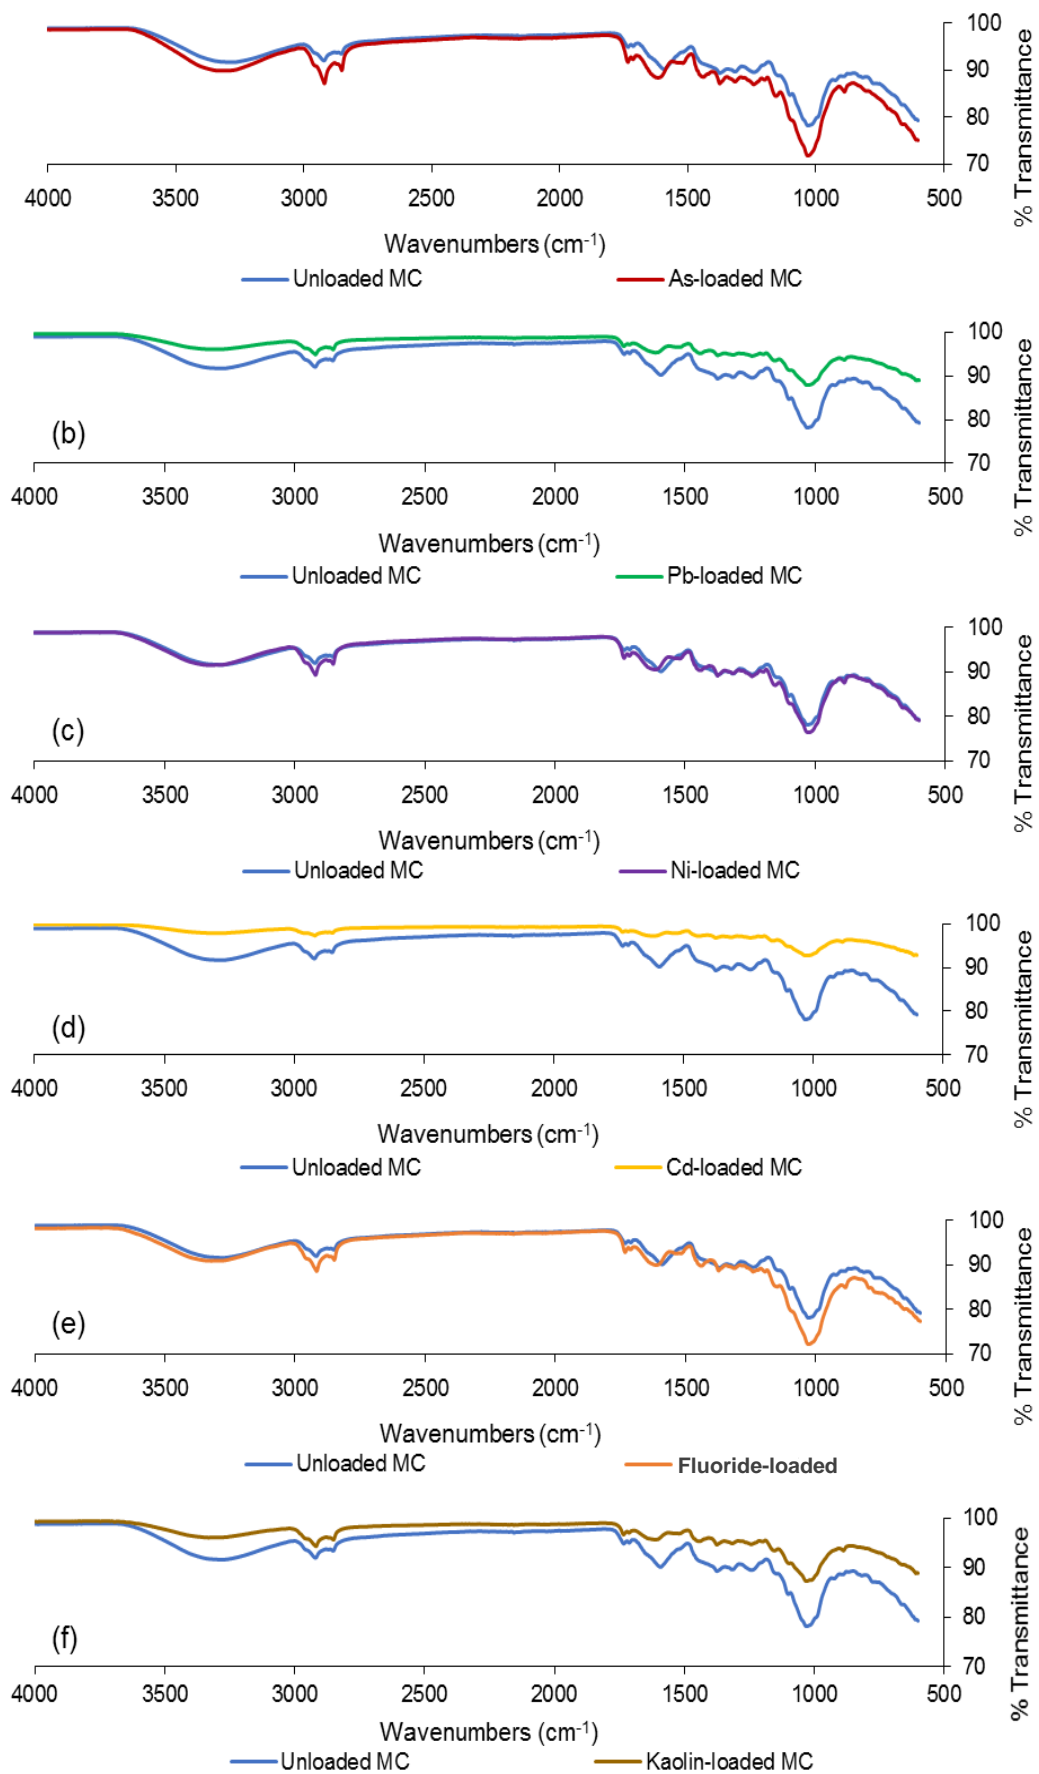 100
90
80
70
% Transmittance
4000 3500 3000 2500 2000 1500 1000 500
Wavenumbers (cm-1)
Unloaded MC As-loaded MC
100
90
80
70
% Transmittance
(b)
4000 3500 3000 2500 2000 1500 1000 500
Wavenumbers (cm-1)
Unloaded MC Pb-loaded MC
100
90
80
70
% Transmittance
(c)
4000 3500 3000 2500 2000 1500 1000 500
Wavenumbers (cm-1)
Unloaded MC Ni-loaded MC
100
90
80
70
% Transmittance
(d)
4000 3500 3000 2500 2000 1500 1000 500
Wavenumbers (cm-1)
Unloaded MC Cd-loaded MC
100
90
80
70
% Transmittance
(e)
4000 3500 3000 2500 2000 1500 1000 500
Wavenumbers (cm-1)
Unloaded MC Fluoride-loaded
100
90
80
70
% Transmittance
(f)
4000 3500 3000 2500 2000 1500 1000 500
Wavenumbers (cm-1)
Unloaded MC Kaolin-loaded MC